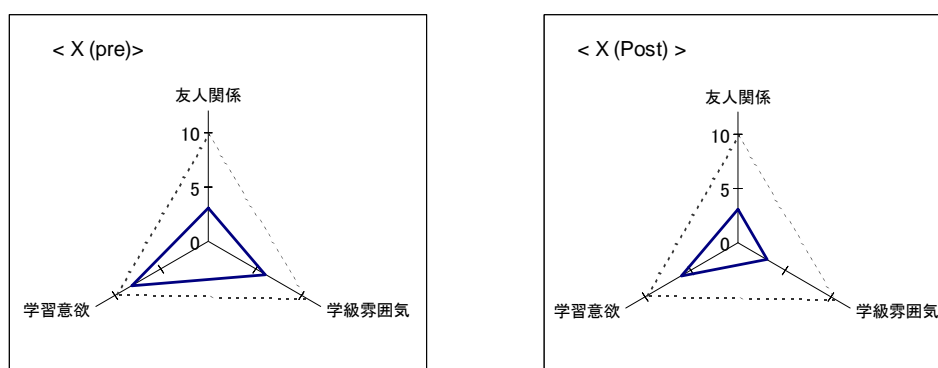 < X (pre)>
友人関係
10
5
0
学習意欲
学級雰囲気
< X (Post) >
友人関係
10
5
0
学習意欲
学級雰囲気